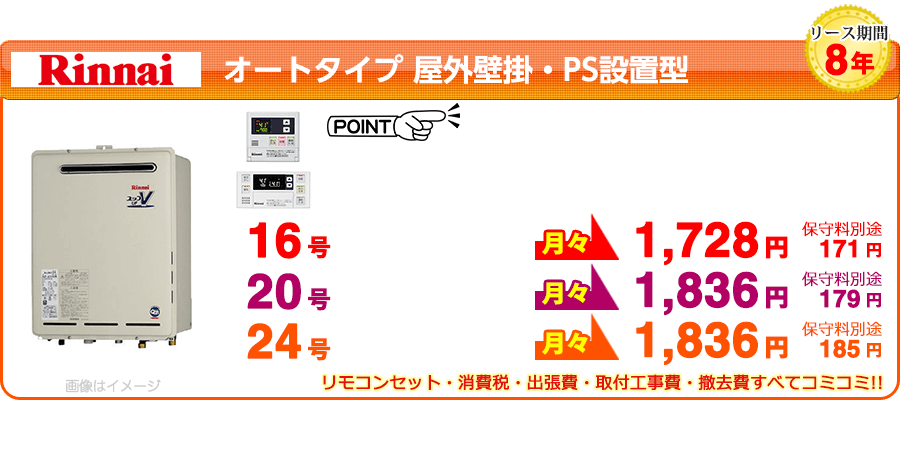 リース期間
8年
Rinnai オートタイプ 屋外壁掛・PS設置型
POINT
Rinnai
16号 月々 1,728円 保守料別途 171円
20号 月々 1,836円 保守料別途 179円
24号 月々 1,836円 保守料別途 185円
画像はイメージ
リモコンセット・消費税・出張費・取付工事費・撤去費すべてコミコミ!!